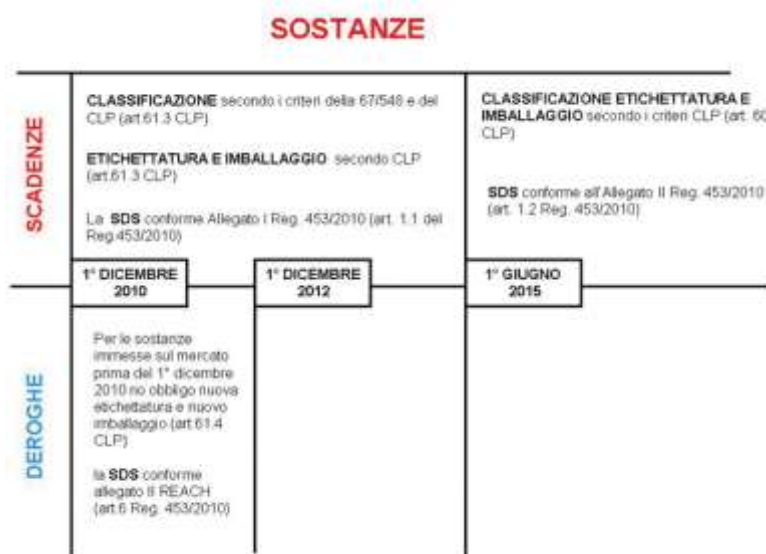 SOSTANZE
SCADENZE
CLASSIFICAZIONE secondo i criteri della 67/548 e del
CLP (art.61.3 CLP)
ETICHETTATURA E IMBALLAGGIO secondo CLP
(art.61.3 CLP)
La SDS conforme Allegato I Reg. 453/2010 (art. 1.1 del
Reg.453/2010)
CLASSIFICAZIONE ETICHETTATURA E
IMBALLAGGIO secondo i criteri CLP (art. 60
CLP)
SDS conforme all'Allegato II Reg. 453/2010
(art. 1.2 Reg. 453/2010)
1° DICEMBRE
2010
1° DICEMBRE
2012
1° GIUGNO
2015
DEROGHE
Per le sostanze
immesse sul mercato
prima del 1° dicembre
2010 no obbligo nuova
etichettatura e nuovo
imballaggio (art 61.4
CLP)
la SDS conforme
allegato II REACH
(art.6 Reg. 453/2010)